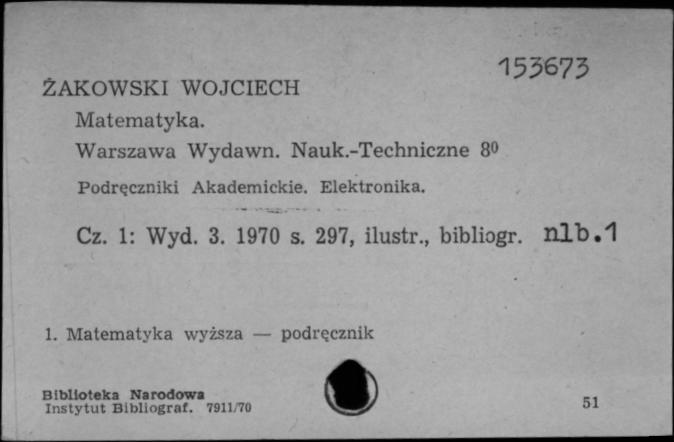 153673
ŻAKOWSKI WOJCIECH
Matematyka.
Warszawa Wydawn. Nauk.-Techniczne 8⁰
Podręczniki Akademickie. Elektronika.
Cz. 1: Wyd. 3. 1970 s. 297, ilustr., bibliogr. nlb.1
1. Matematyka wyższa — podręcznik
Biblioteka Narodowa
Instytut Bibliograf. 7911/70
51